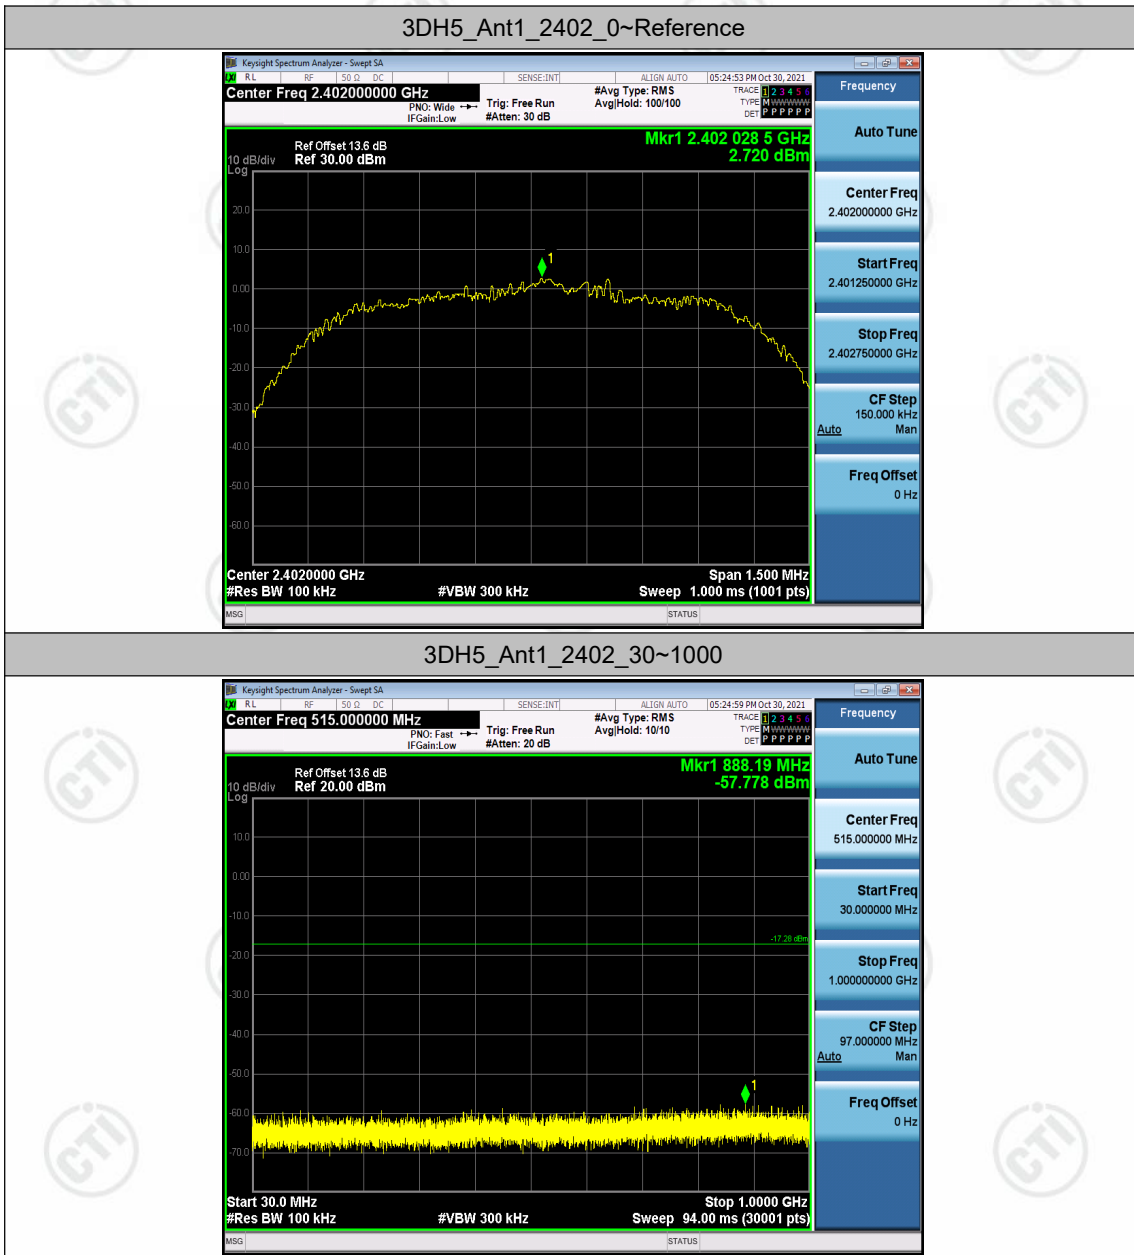 3DH5_Ant1_2402_0~Reference
Keysight Spectrum Analyzer - Swept SA
LXI RL RF 50 Ω DC SENSE:INT ALIGN AUTO 05:24:53 PM Oct 30, 2021
Center Freq 2.402000000 GHz
PNO: Wide
IFGain:Low
Trig: Free Run
#Atten: 30 dB
#Avg Type: RMS
Avg|Hold: 100/100
TRACE 1 2 3 4 5 6
TYPE M W W W W W
DET P P P P P P
Mkr1 2.402 028 5 GHz
2.720 dBm
Ref Offset 13.6 dB
10 dB/div Ref 30.00 dBm
Log
20.0
10.0
0.00
-10.0
-20.0
-30.0
-40.0
-50.0
-60.0
1
Center 2.4020000 GHz Span 1.500 MHz
#Res BW 100 kHz #VBW 300 kHz Sweep 1.000 ms (1001 pts)
MSG STATUS
Frequency
Auto Tune
Center Freq
2.402000000 GHz
Start Freq
2.401250000 GHz
Stop Freq
2.402750000 GHz
CF Step
150.000 kHz
Auto Man
Freq Offset
0 Hz
3DH5_Ant1_2402_30~1000
Keysight Spectrum Analyzer - Swept SA
LXI RL RF 50 Ω DC SENSE:INT ALIGN AUTO 05:24:59 PM Oct 30, 2021
Center Freq 515.000000 MHz
PNO: Fast
IFGain:Low
Trig: Free Run
#Atten: 20 dB
#Avg Type: RMS
Avg|Hold: 10/10
TRACE 1 2 3 4 5 6
TYPE M W W W W W
DET P P P P P P
Mkr1 888.19 MHz
-57.778 dBm
Ref Offset 13.6 dB
10 dB/div Ref 20.00 dBm
Log
10.0
0.00
-10.0
-17.28 dBm
-20.0
-30.0
-40.0
-50.0
-60.0
-70.0
1
Start 30.0 MHz Stop 1.0000 GHz
#Res BW 100 kHz #VBW 300 kHz Sweep 94.00 ms (30001 pts)
MSG STATUS
Frequency
Auto Tune
Center Freq
515.000000 MHz
Start Freq
30.000000 MHz
Stop Freq
1.000000000 GHz
CF Step
97.000000 MHz
Auto Man
Freq Offset
0 Hz
CTI
CTI
CTI
CTI
CTI
CTI